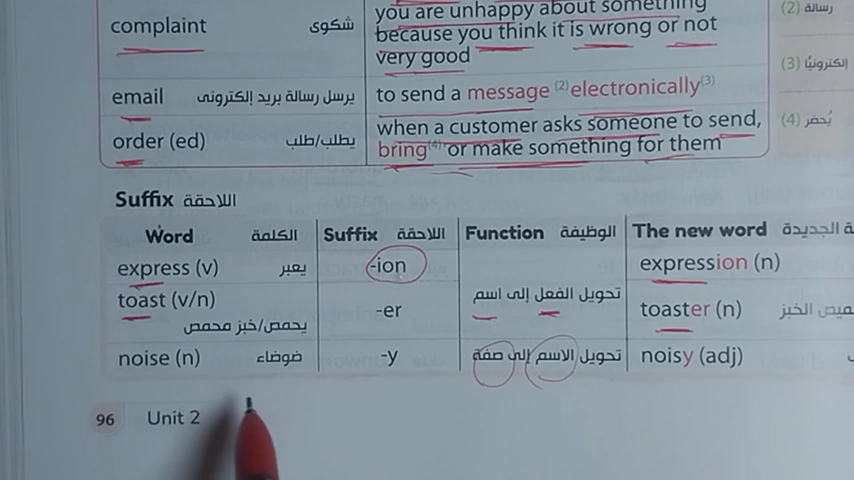 you are unhappy about something
complaint شكوى because you think it is wrong or not
very good
(2) رسالة
(3) إلكترونيًا
email يرسل رسالة بريد إلكترونى to send a message (2) electronically(3)
order (ed) يطلب/طلب when a customer asks someone to send,
bring(4) or make something for them
(4) يُحضر
Suffix اللاحقة
Word الكلمة Suffix اللاحقة Function الوظيفة The new word الجديدة
express (v) يعبر -ion expression (n)
toast (v/n) -er تحويل الفعل إلى اسم toaster (n) الخبز
يحمص/خبز محمص
noise (n) ضوضاء -y تحويل الاسم إلى صفة noisy (adj)
96 Unit 2